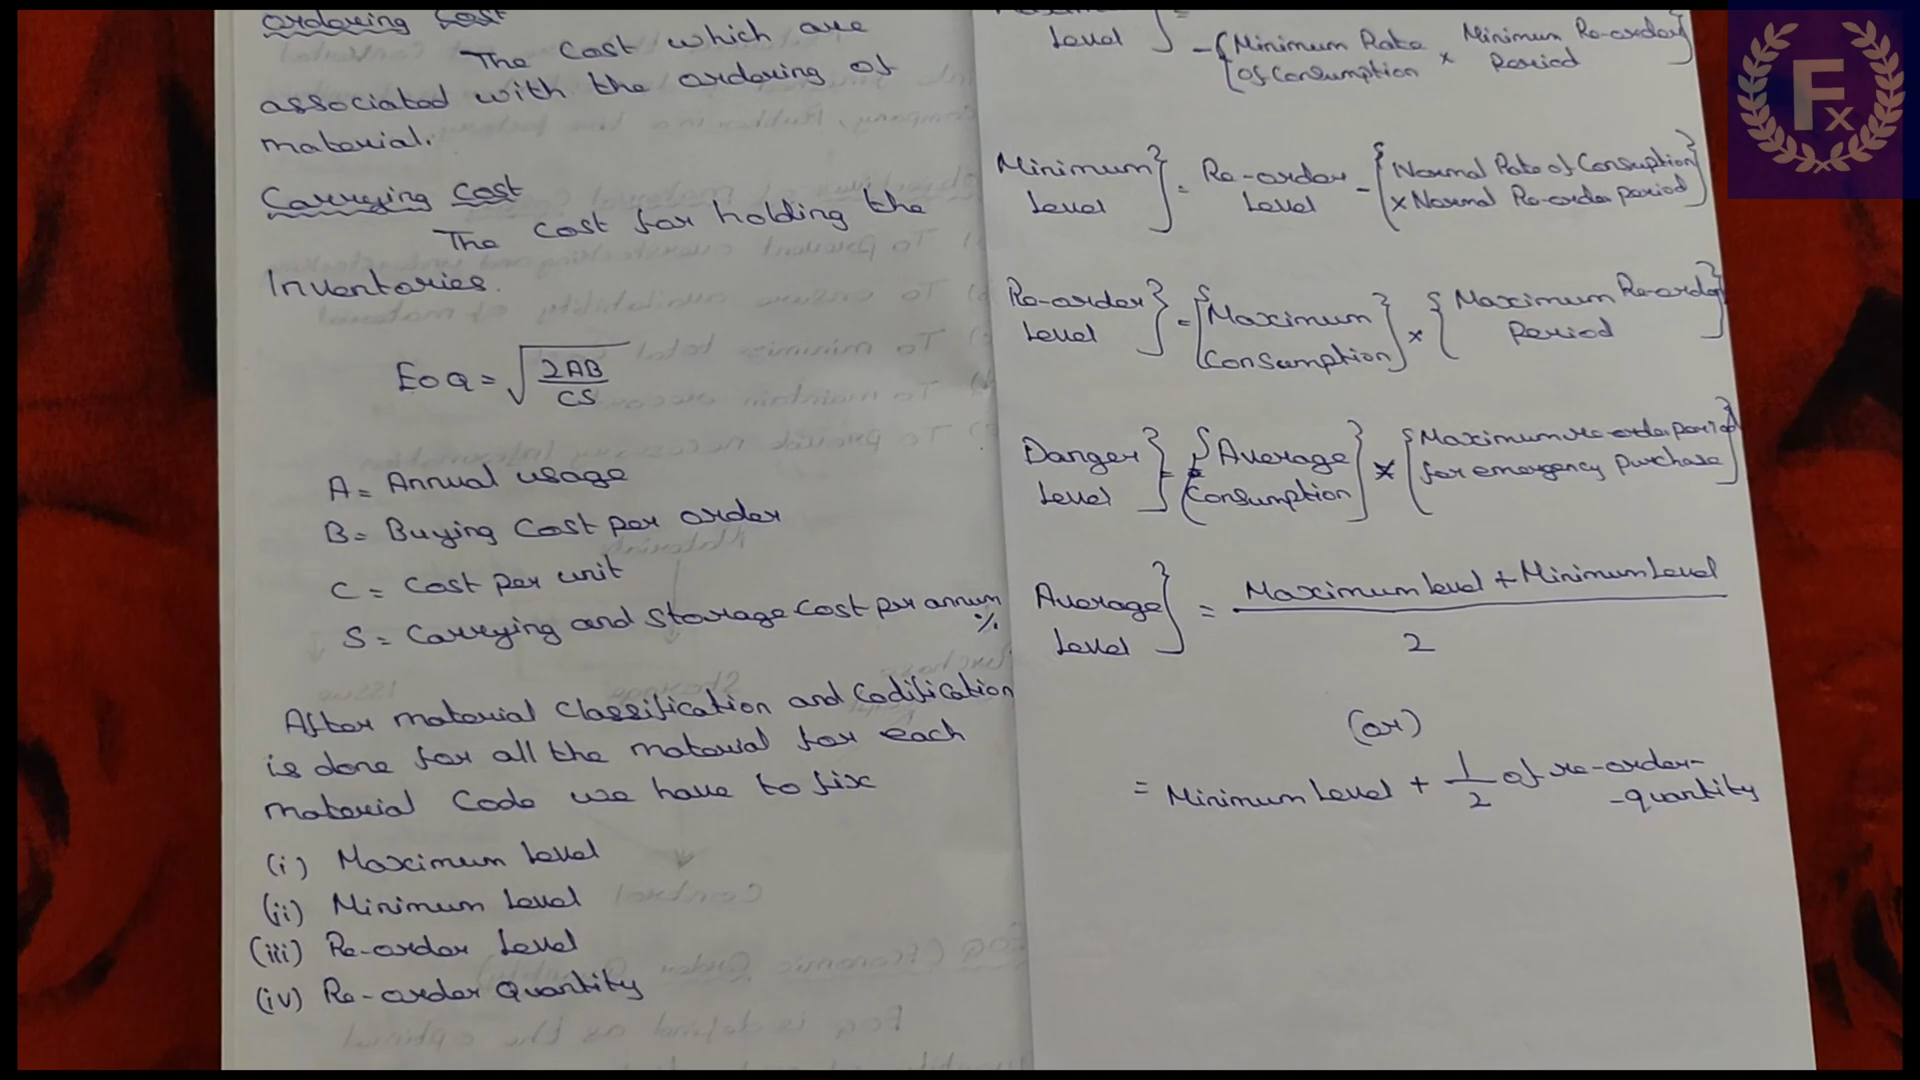 ordering cost
The cost which are
associated with the ordering of
material.
Carrying cost
The cost for holding the
Inventories.
EOQ = √2AB/CS
A = Annual usage
B = Buying cost per order
C = Cost per unit
S = Carrying and storage cost per annum
%
After material classification and codification
is done for all the material for each
material code we have to fix
(i) Maximum level
(ii) Minimum level
(iii) Re-order level
(iv) Re-order Quantity
Level } - { Minimum Rate of Consumption × Minimum Re-order Period }
Minimum Level } = Re-order Level - { Normal Rate of Consuption × Normal Re-order period }
Re-order Level } = { Maximum Consumption } × { Maximum Re-order Period }
Danger Level } = { Average Consumption } × { Maximum re-order period for emergency purchase }
Average Level } = Maximum level + Minimum Level
2
(or)
= Minimum Level + 1/2 of re-order-
-quantity
Fx